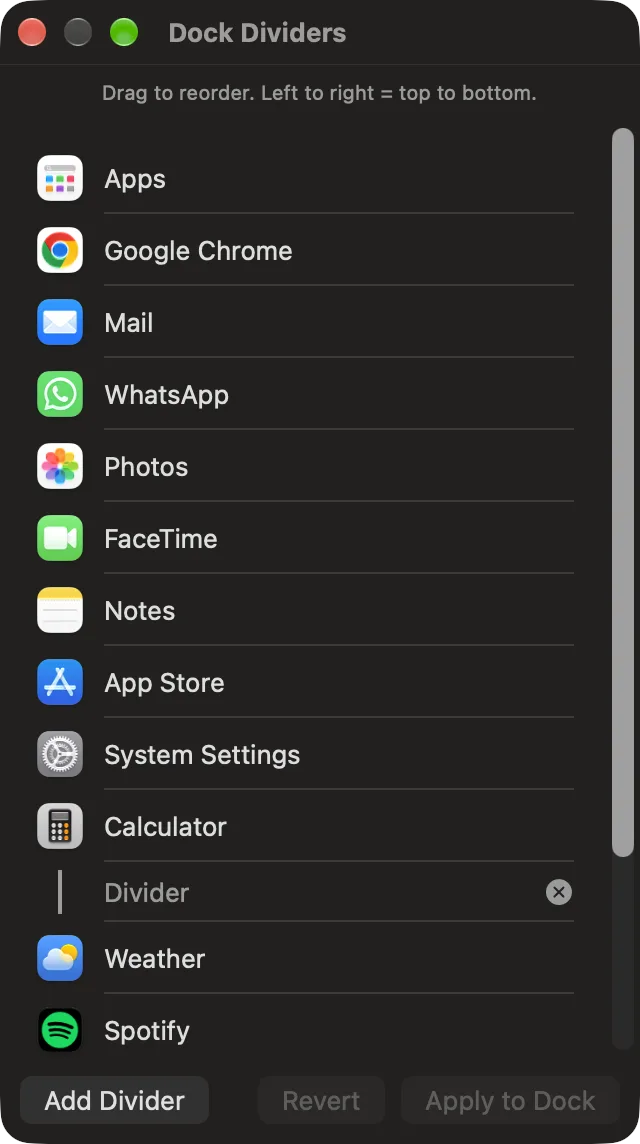 Dock Dividers
Drag to reorder. Left to right = top to bottom.
Apps
Google Chrome
Mail
WhatsApp
Photos
FaceTime
Notes
App Store
System Settings
Calculator
Divider
Weather
Spotify
Add Divider
Revert
Apply to Dock